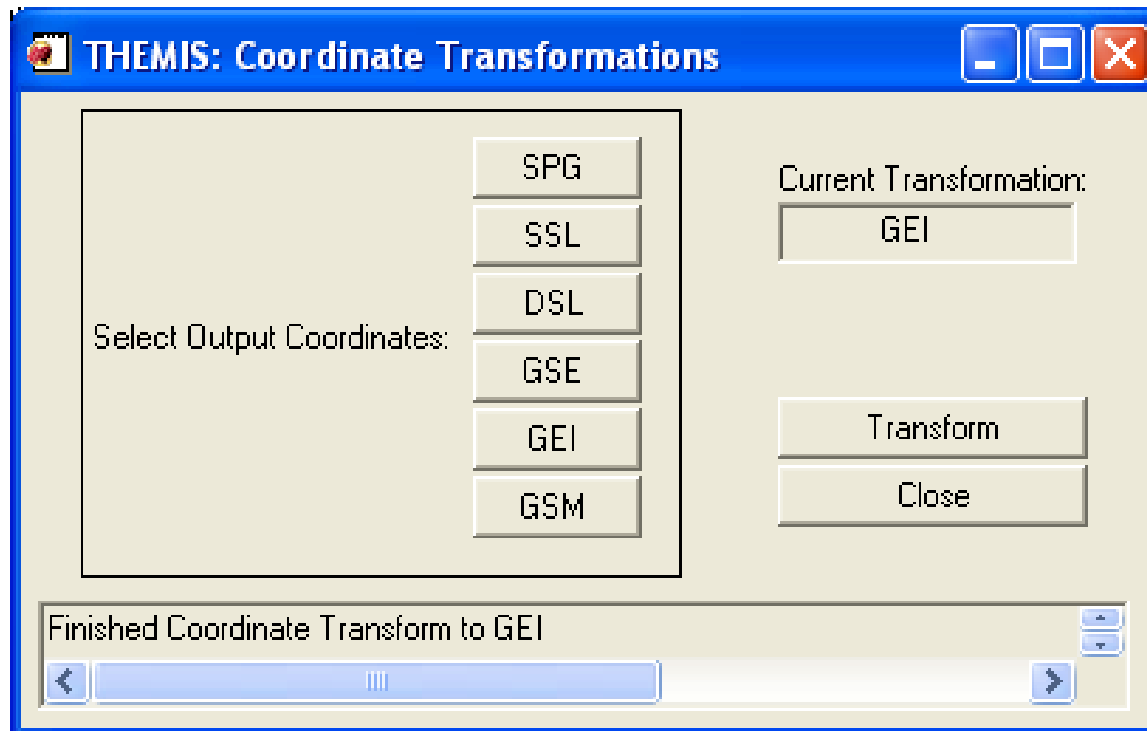 THEMIS: Coordinate Transformations
Select Output Coordinates:
SPG
SSL
DSL
GSE
GEI
GSM
Current Transformation:
GEI
Transform
Close
Finished Coordinate Transform to GEI